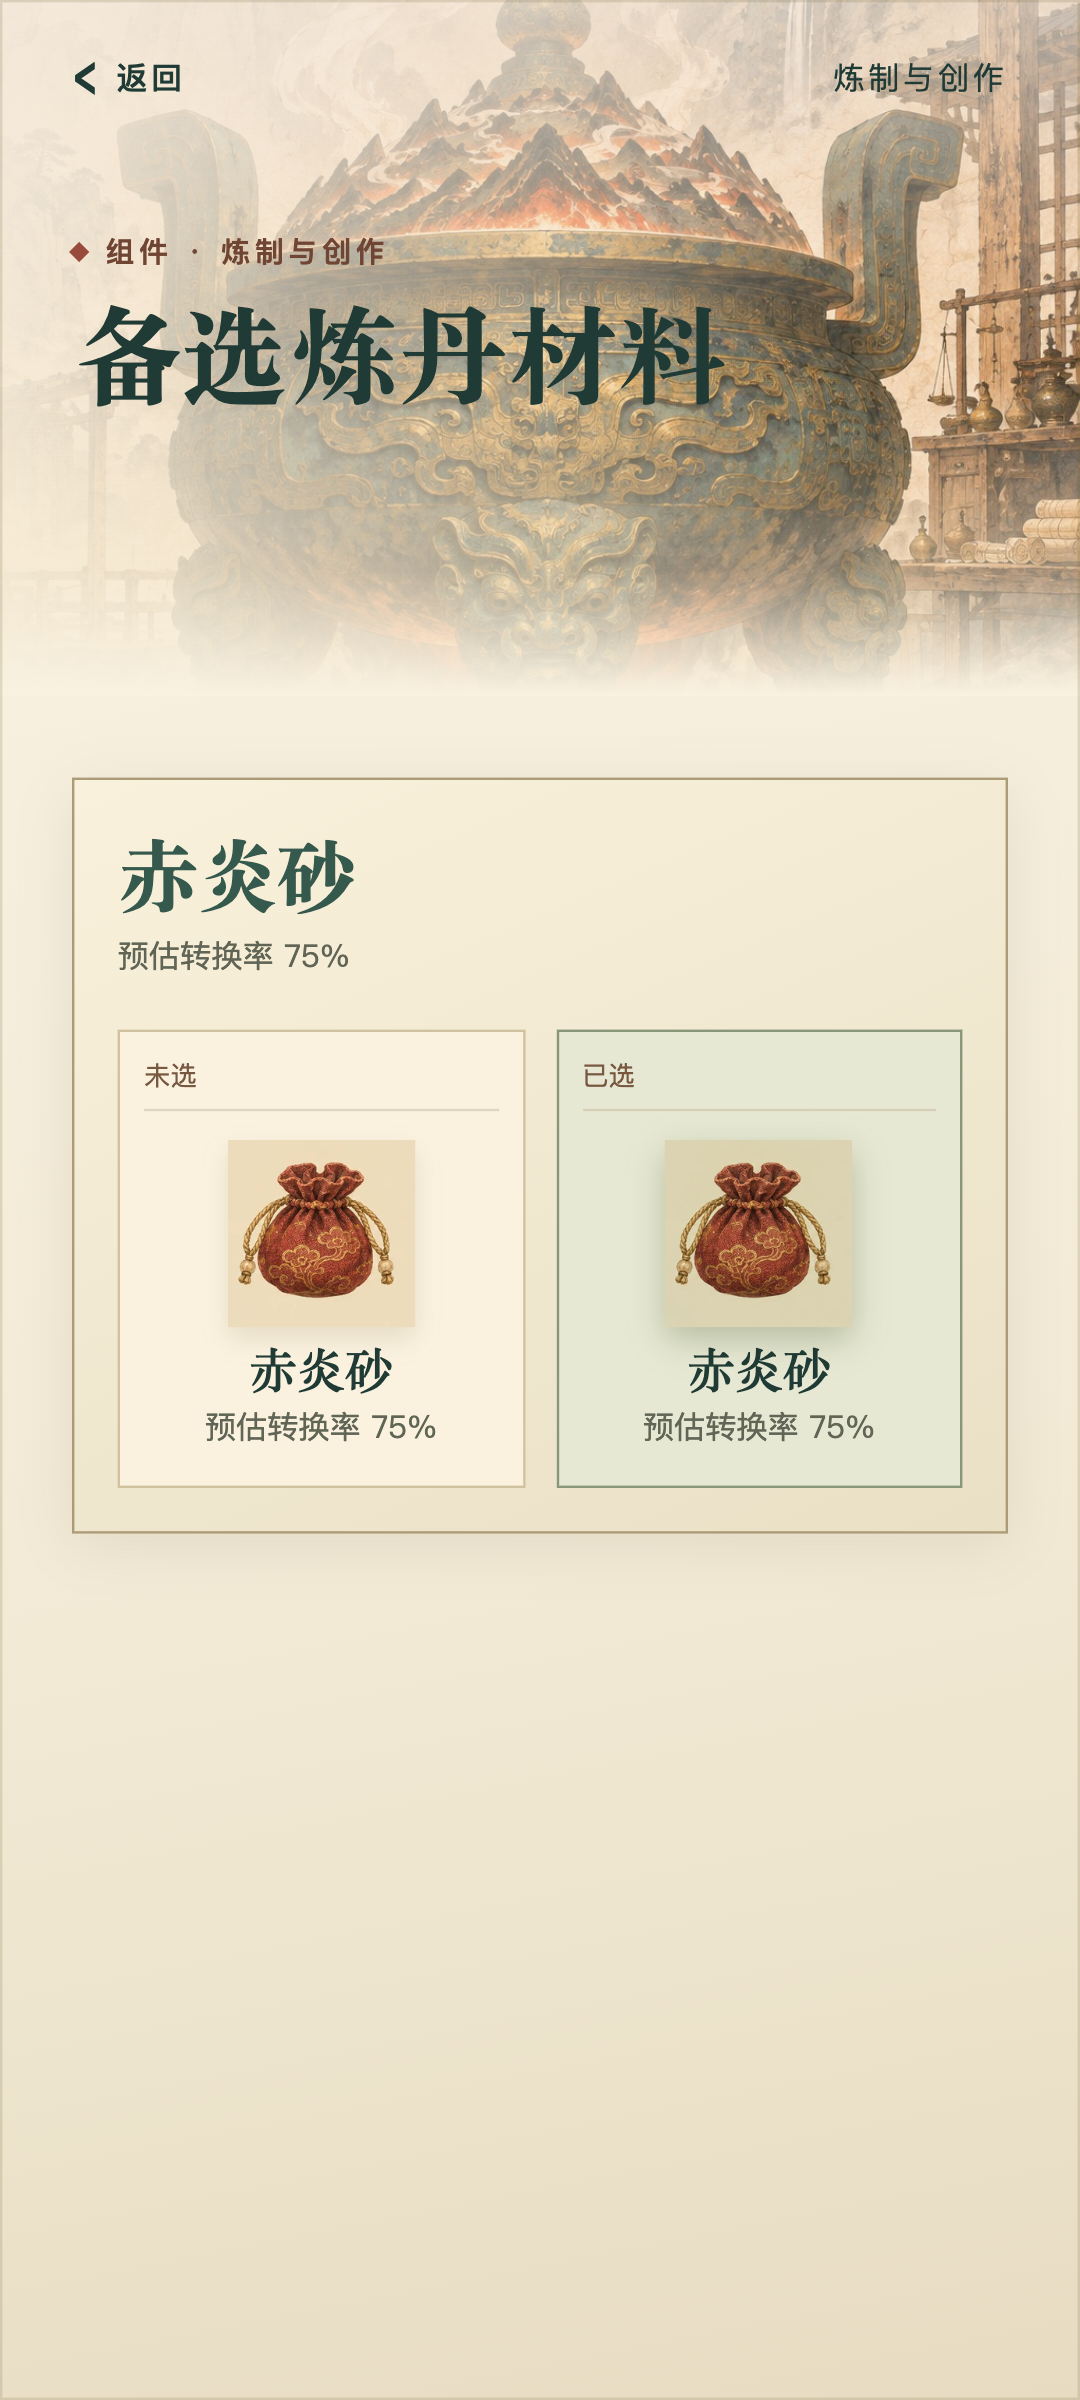 返回
炼制与创作
组件 · 炼制与创作
备选炼丹材料
赤炎砂
预估转换率 75%
未选
赤炎砂
预估转换率 75%
已选
赤炎砂
预估转换率 75%